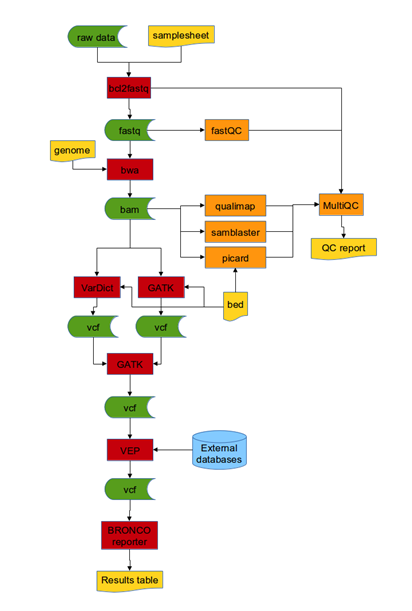 raw data
samplesheet
bcl2fastq
fastq
fastQC
genome
bwa
bam
qualimap
MultiQC
samblaster
picard
QC report
VarDict
GATK
bed
vcf
vcf
GATK
vcf
VEP
External
databases
vcf
BRONCO
reporter
Results table